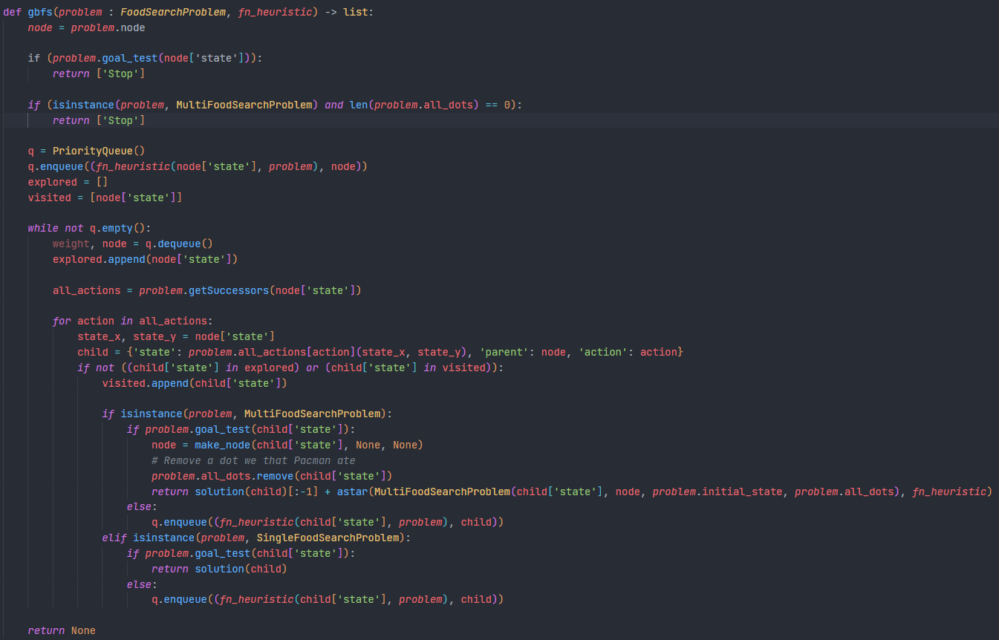 def gbfs(problem : FoodSearchProblem, fn_heuristic) -> list:
    node = problem.node

    if (problem.goal_test(node['state'])):
        return ['Stop']

    if (isinstance(problem, MultiFoodSearchProblem) and len(problem.all_dots) == 0):
        return ['Stop']

    q = PriorityQueue()
    q.enqueue((fn_heuristic(node['state'], problem), node))
    explored = []
    visited = [node['state']]

    while not q.empty():
        weight, node = q.dequeue()
        explored.append(node['state'])

        all_actions = problem.getSuccessors(node['state'])

        for action in all_actions:
            state_x, state_y = node['state']
            child = {'state': problem.all_actions[action](state_x, state_y), 'parent': node, 'action': action}
            if not ((child['state'] in explored) or (child['state'] in visited)):
                visited.append(child['state'])

                if isinstance(problem, MultiFoodSearchProblem):
                    if problem.goal_test(child['state']):
                        node = make_node(child['state'], None, None)
                        # Remove a dot we that Pacman ate
                        problem.all_dots.remove(child['state'])
                        return solution(child)[:-1] + astar(MultiFoodSearchProblem(child['state'], node, problem.initial_state, problem.all_dots), fn_heuristic)
                    else:
                        q.enqueue((fn_heuristic(child['state'], problem), child))
                elif isinstance(problem, SingleFoodSearchProblem):
                    if problem.goal_test(child['state']):
                        return solution(child)
                    else:
                        q.enqueue((fn_heuristic(child['state'], problem), child))

    return None